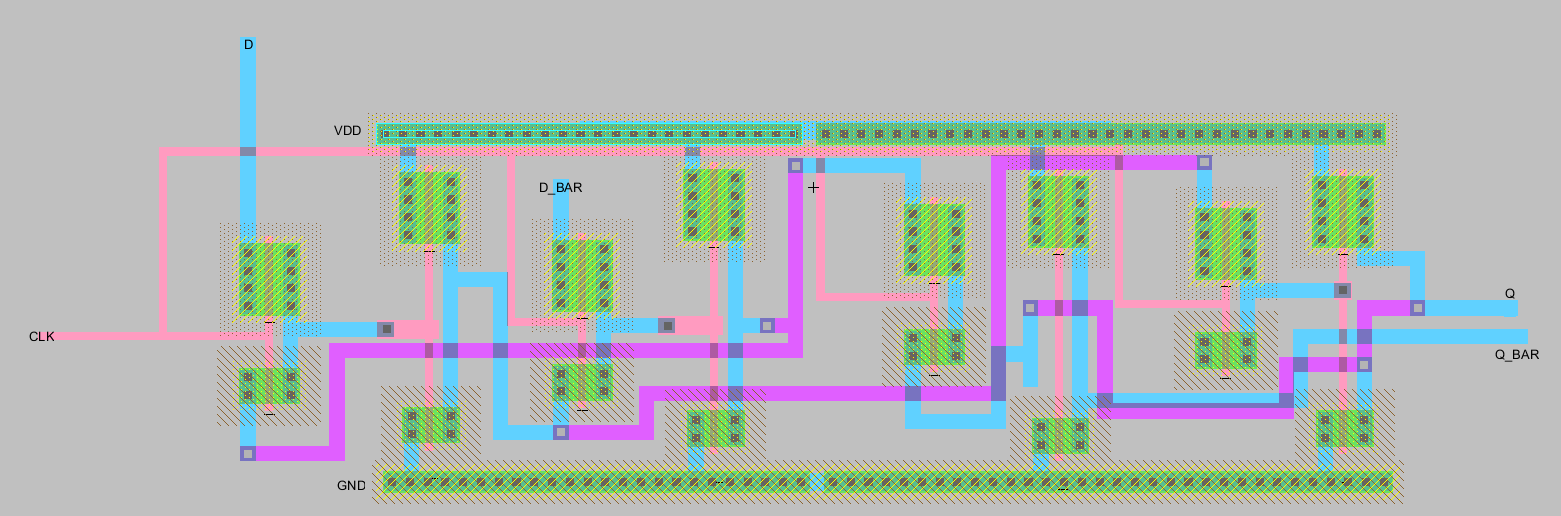 D
VDD
D_BAR
CLK
Q
Q_BAR
GND